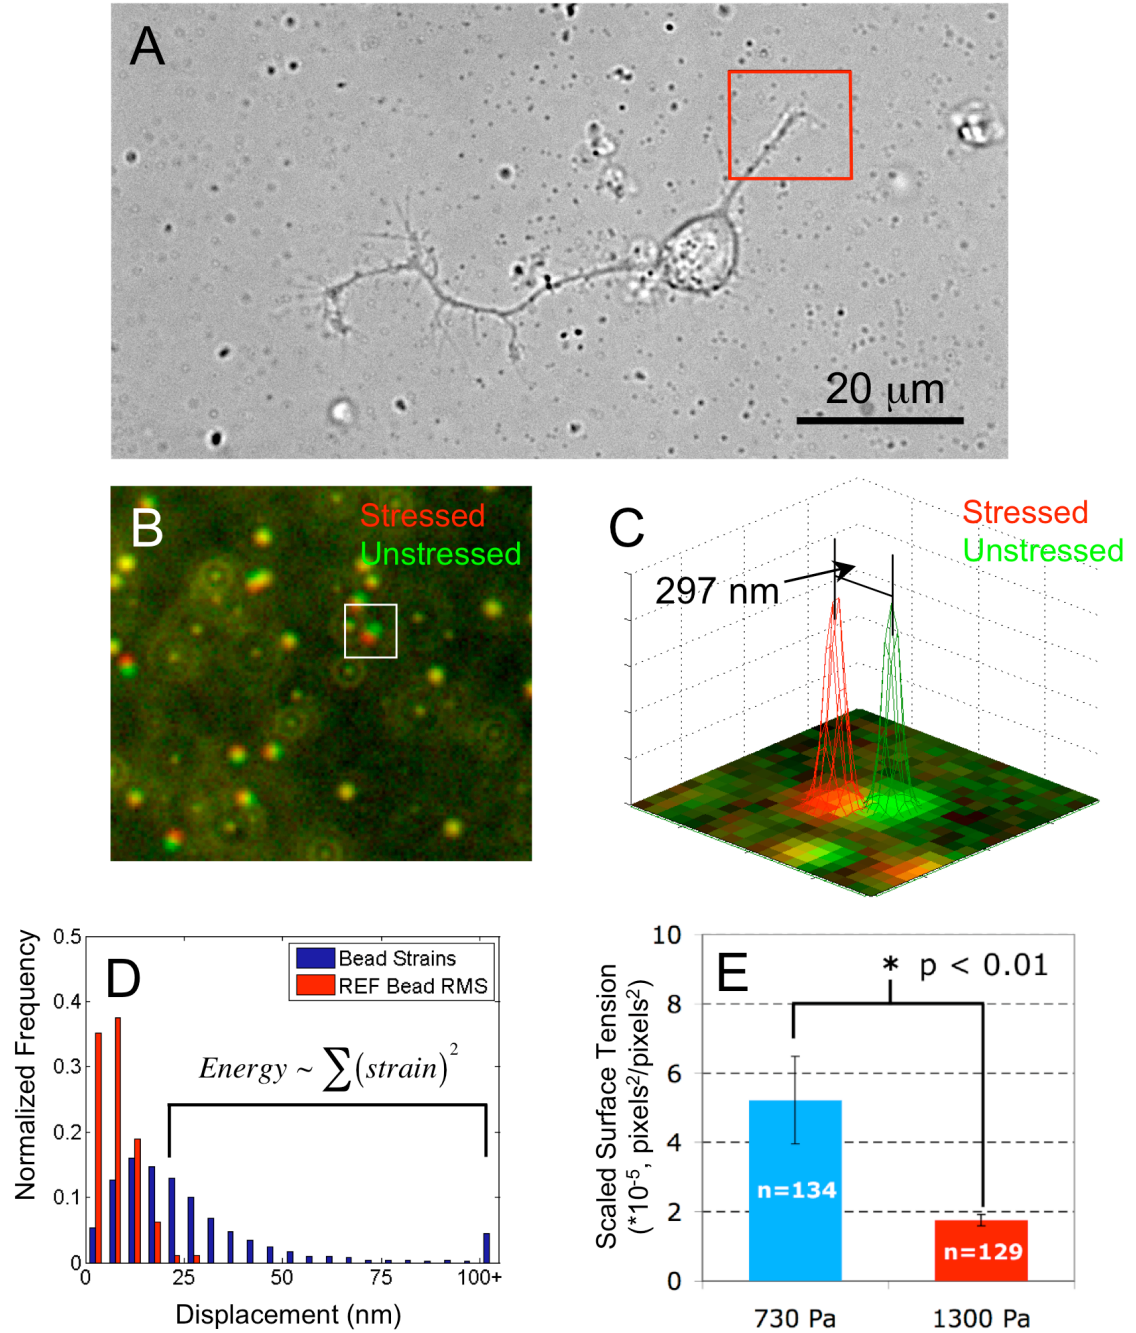 A
20 μm
B
Stressed
Unstressed
C
Stressed
Unstressed
297 nm
D
Normalized Frequency
0.5
0.4
0.3
0.2
0.1
0
Bead Strains
REF Bead RMS
Energy ~ ∑(strain)²
0
25
50
75
100+
Displacement (nm)
E
Scaled Surface Tension
(*10⁻⁵, pixels²/pixels²)
10
8
6
4
2
0
* p < 0.01
n=134
n=129
730 Pa
1300 Pa